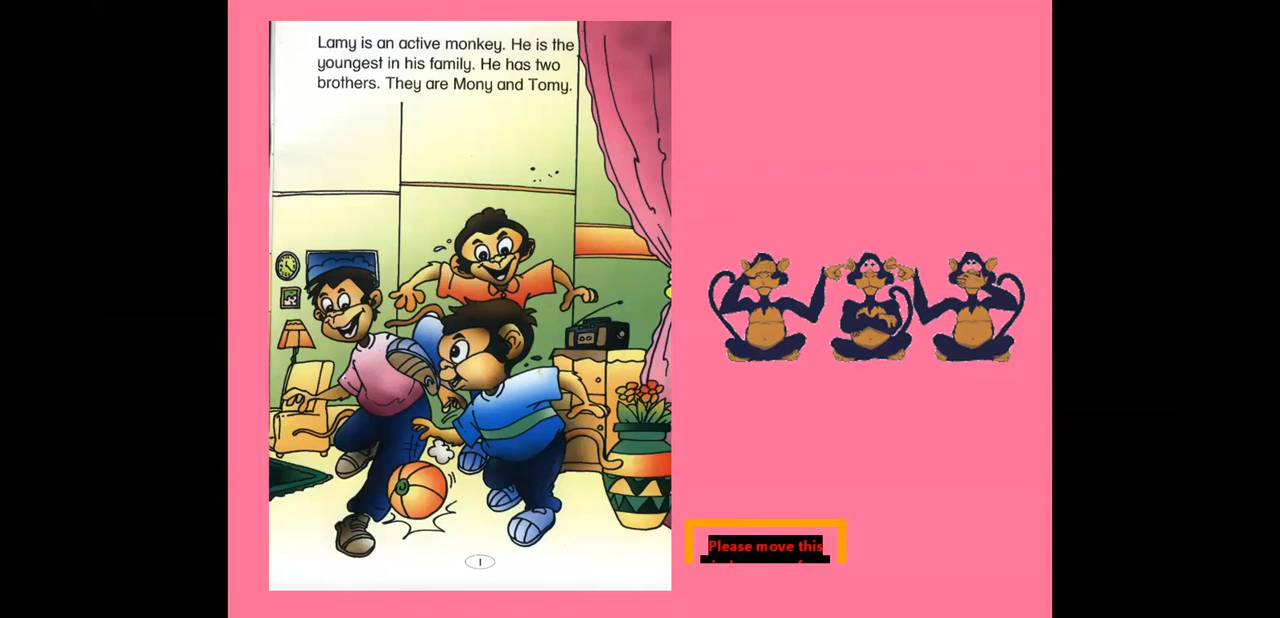 Lamy is an active monkey. He is the
youngest in his family. He has two
brothers. They are Mony and Tomy.
1
Please move this